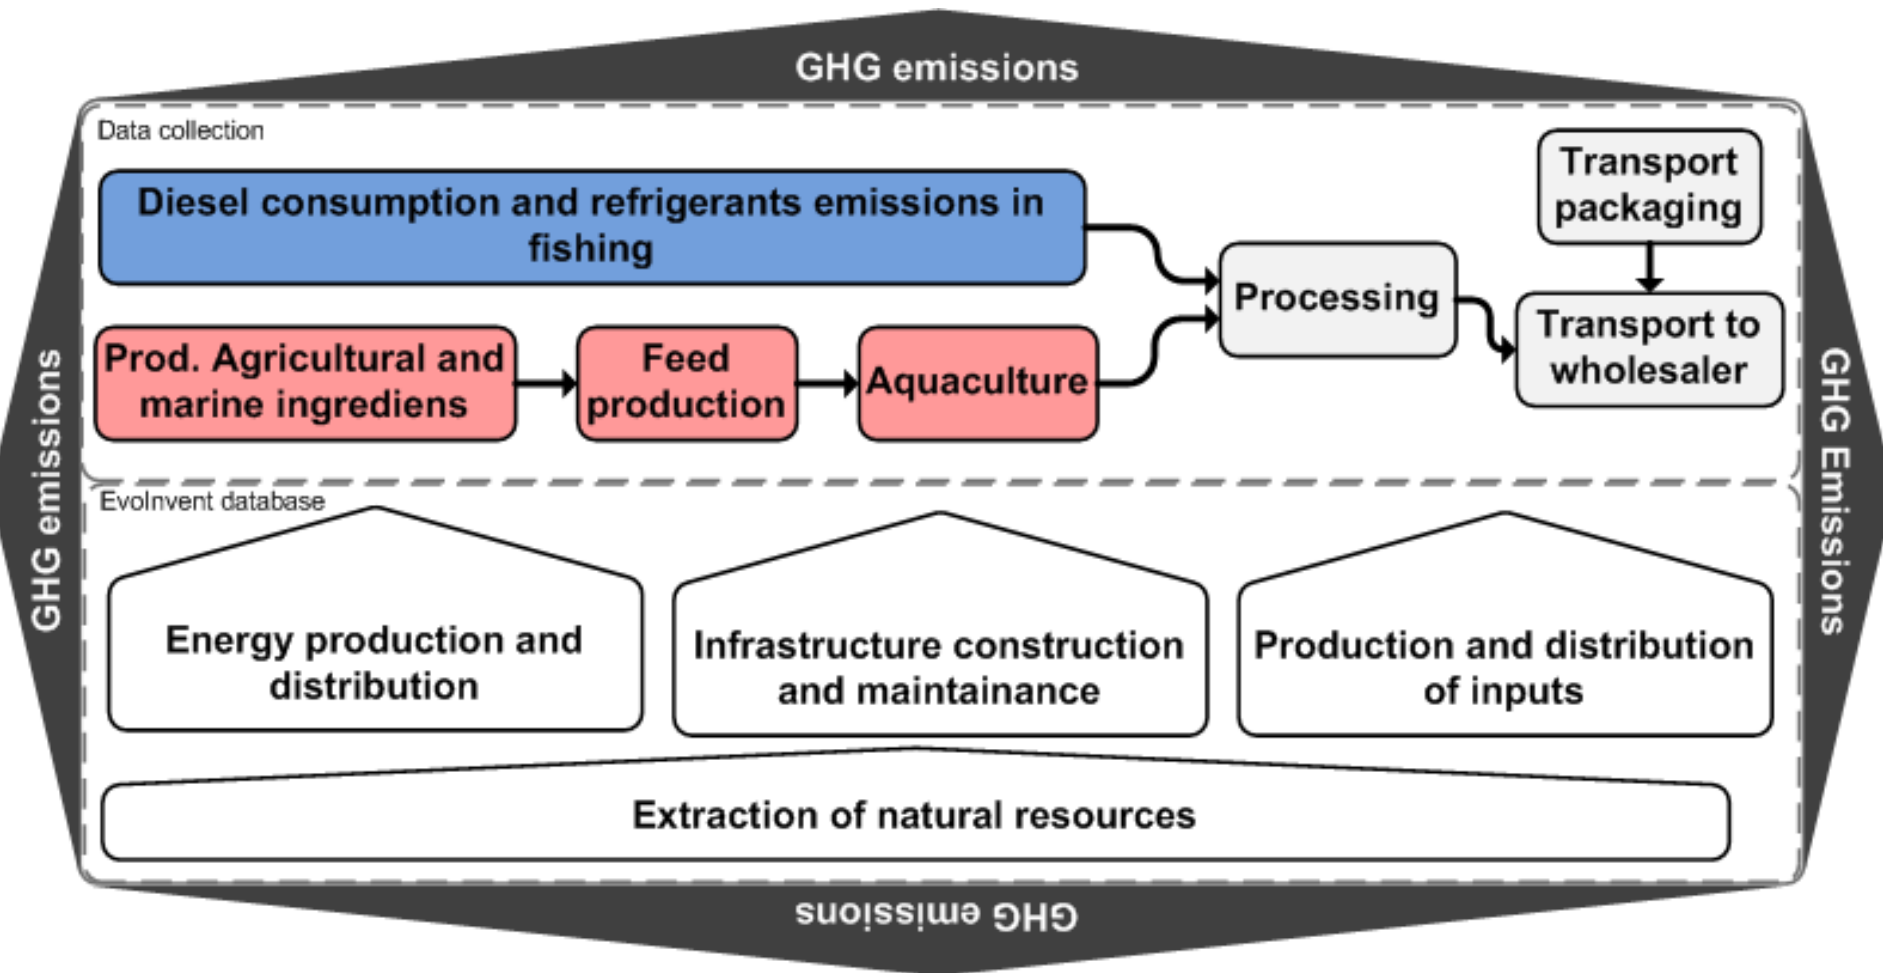 GHG emissions
Data collection
Diesel consumption and refrigerants emissions in
fishing
Transport
packaging
Processing
Transport to
wholesaler
Prod. Agricultural and
marine ingrediens
Feed
production
Aquaculture
GHG emissions
GHG Emissions
EvoInvent database
Energy production and
distribution
Infrastructure construction
and maintainance
Production and distribution
of inputs
Extraction of natural resources
GHG emissions